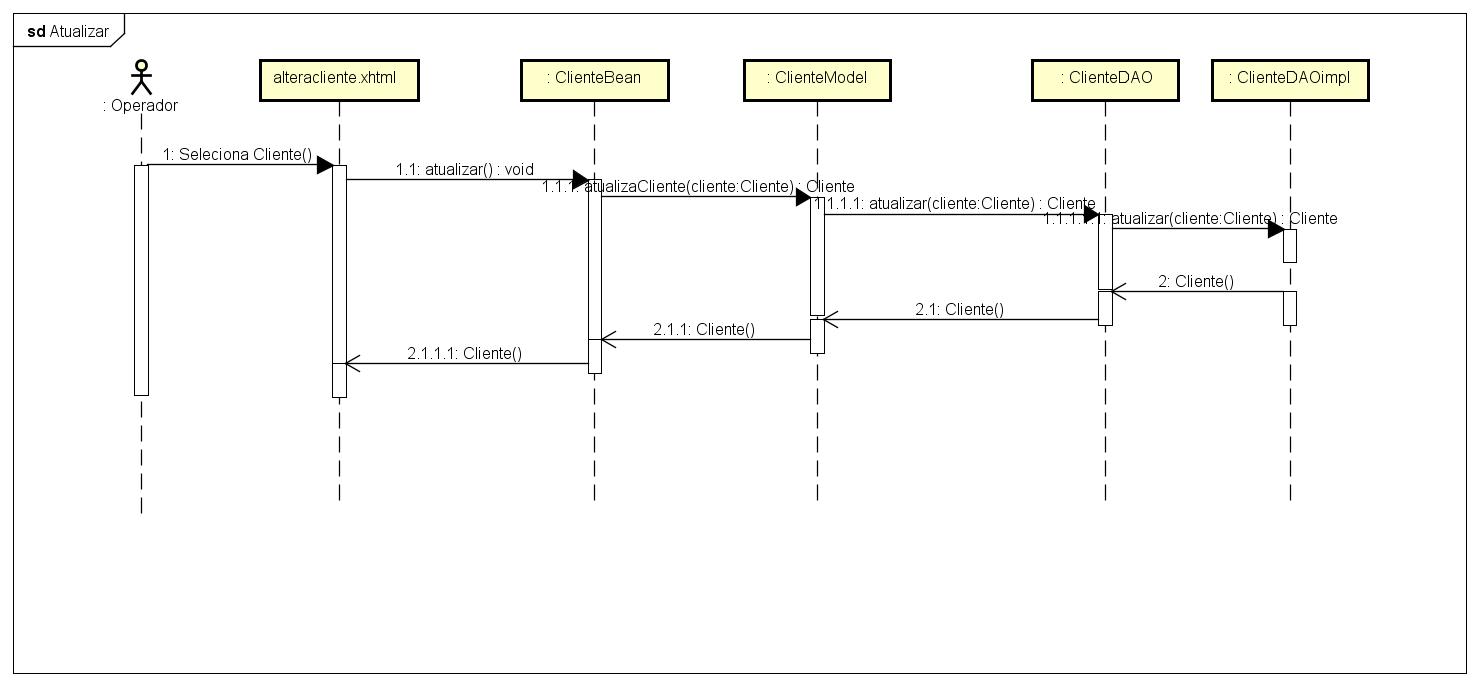 sd Atualizar
: Operador
alteracliente.xhtml
: ClienteBean
: ClienteModel
: ClienteDAO
: ClienteDAOimpl
1: Seleciona Cliente()
1.1: atualizar() : void
1.1.1: atualizaCliente(cliente:Cliente) : Cliente
1.1.1.1: atualizar(cliente:Cliente) : Cliente
1.1.1.1.1: atualizar(cliente:Cliente) : Cliente
2: Cliente()
2.1: Cliente()
2.1.1: Cliente()
2.1.1.1: Cliente()